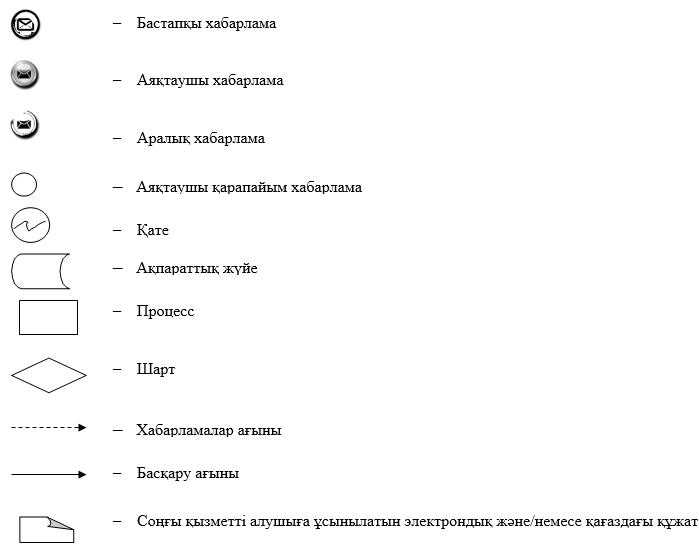 – Бастапқы хабарлама
– Аяқтаушы хабарлама
– Аралық хабарлама
– Аяқтаушы қарапайым хабарлама
– Қате
– Ақпараттық жүйе
– Процесс
– Шарт
– Хабарламалар ағыны
– Басқару ағыны
– Соңғы қызметті алушыға ұсынылатын электрондық және/немесе қағаздағы құжат